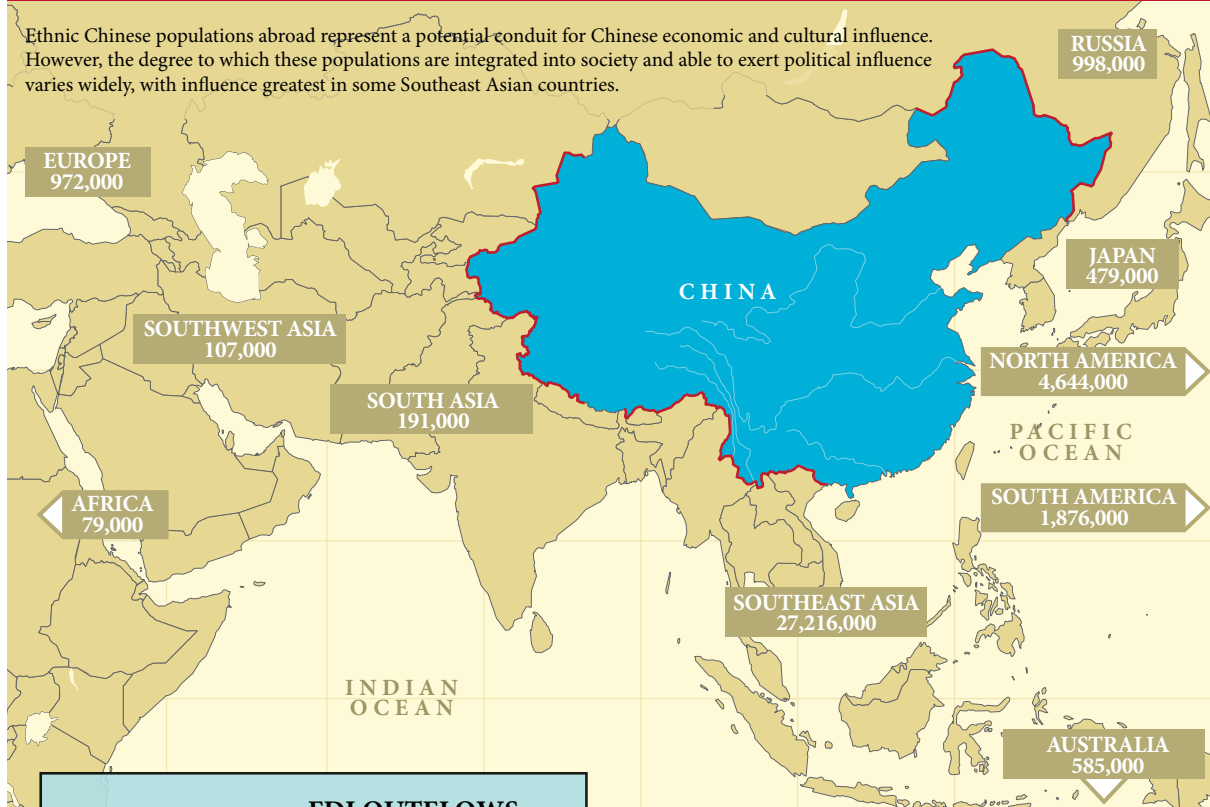 Ethnic Chinese populations abroad represent a potential conduit for Chinese economic and cultural influence.
However, the degree to which these populations are integrated into society and able to exert political influence
varies widely, with influence greatest in some Southeast Asian countries.
RUSSIA
998,000
EUROPE
972,000
JAPAN
479,000
CHINA
SOUTHWEST ASIA
107,000
NORTH AMERICA
4,644,000
SOUTH ASIA
191,000
PACIFIC
OCEAN
AFRICA
79,000
SOUTH AMERICA
1,876,000
SOUTHEAST ASIA
27,216,000
INDIAN
OCEAN
AUSTRALIA
585,000
FDI OUTFLOWS